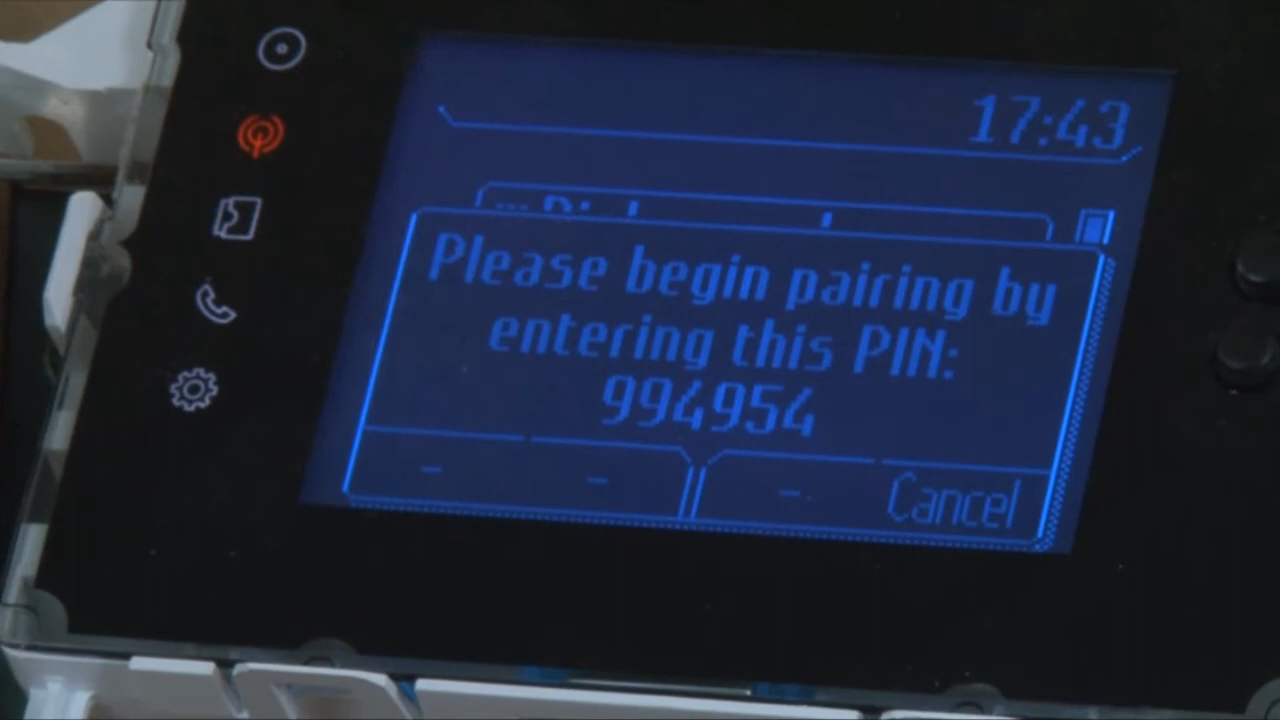 17:43
Please begin pairing by
entering this PIN:
994954
- - - Cancel